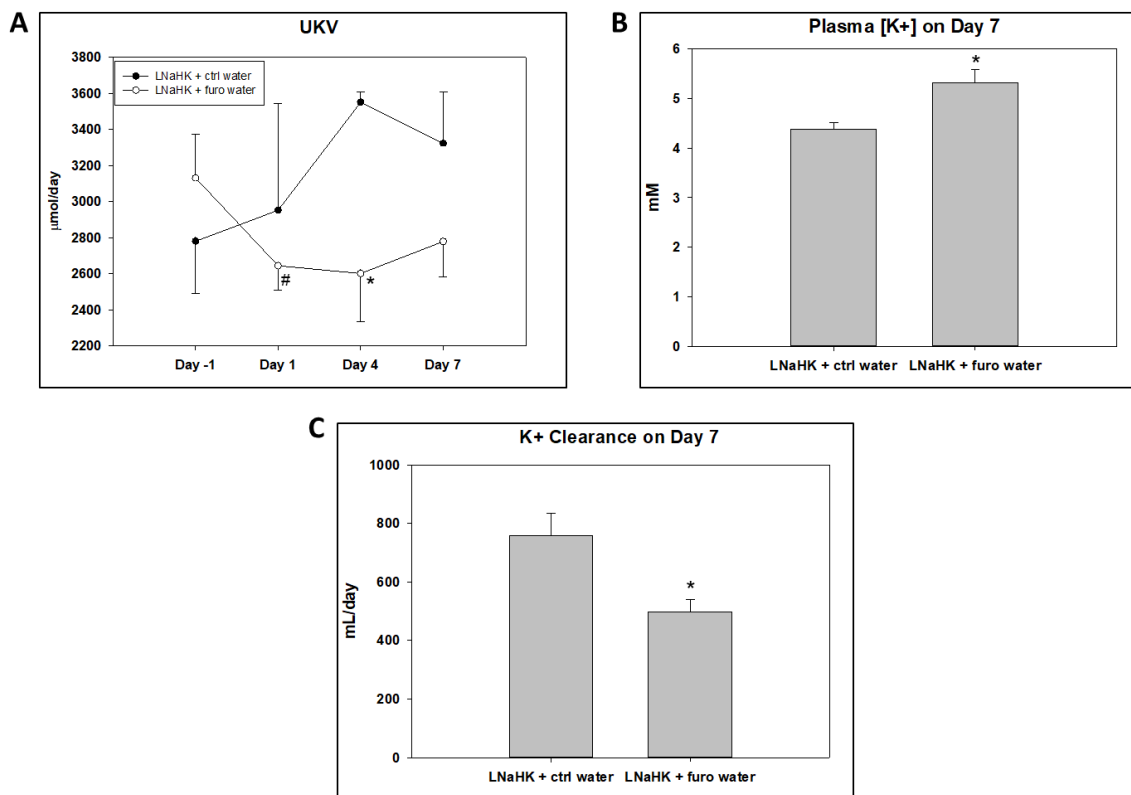 A
UKV
3800
3600
3400
3200
3000
2800
2600
2400
2200
μmol/day
LNaHK + ctrl water
LNaHK + furo water
#
*
Day -1 Day 1 Day 4 Day 7
B
Plasma [K+] on Day 7
6
5
4
3
2
1
0
mM
*
LNaHK + ctrl water LNaHK + furo water
C
K+ Clearance on Day 7
1000
800
600
400
200
0
mL/day
*
LNaHK + ctrl water LNaHK + furo water